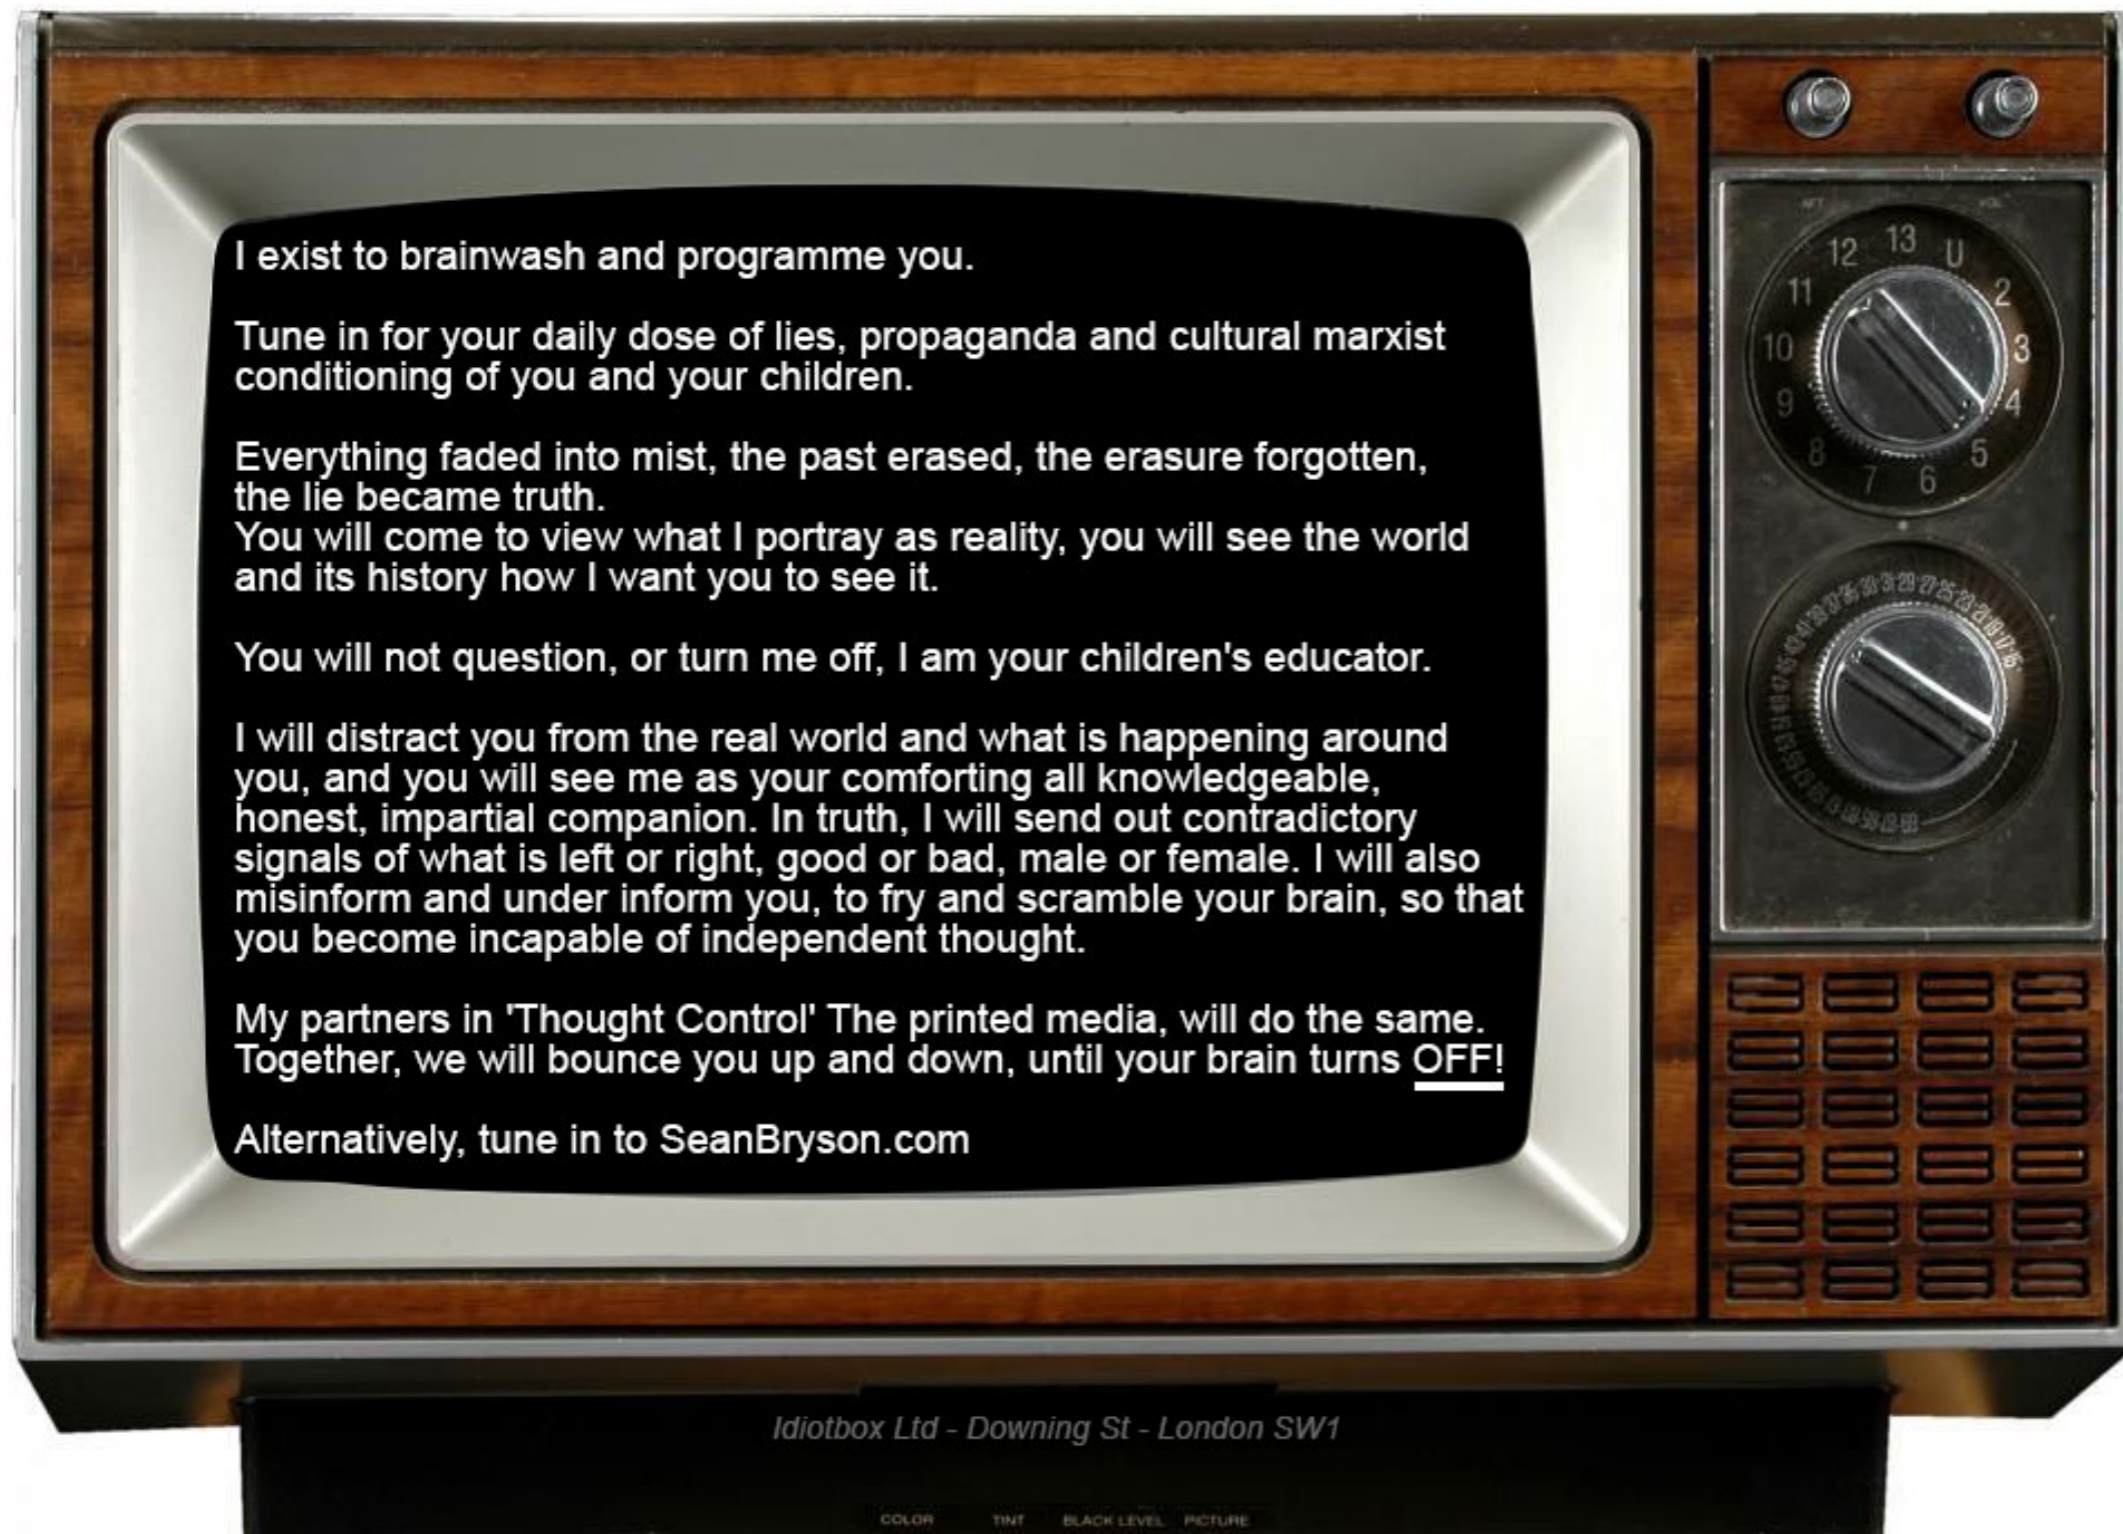 I exist to brainwash and programme you.
Tune in for your daily dose of lies, propaganda and cultural marxist
conditioning of you and your children.
Everything faded into mist, the past erased, the erasure forgotten,
the lie became truth.
You will come to view what I portray as reality, you will see the world
and its history how I want you to see it.
You will not question, or turn me off, I am your children's educator.
I will distract you from the real world and what is happening around
you, and you will see me as your comforting all knowledgeable,
honest, impartial companion. In truth, I will send out contradictory
signals of what is left or right, good or bad, male or female. I will also
misinform and under inform you, to fry and scramble your brain, so that
you become incapable of independent thought.
My partners in 'Thought Control' The printed media, will do the same.
Together, we will bounce you up and down, until your brain turns OFF!
Alternatively, tune in to SeanBryson.com
AFT
VOL
U
2
3
4
5
6
7
8
9
10
11
12
13
Idiotbox Ltd - Downing St - London SW1
COLOR TINT BLACK LEVEL PICTURE